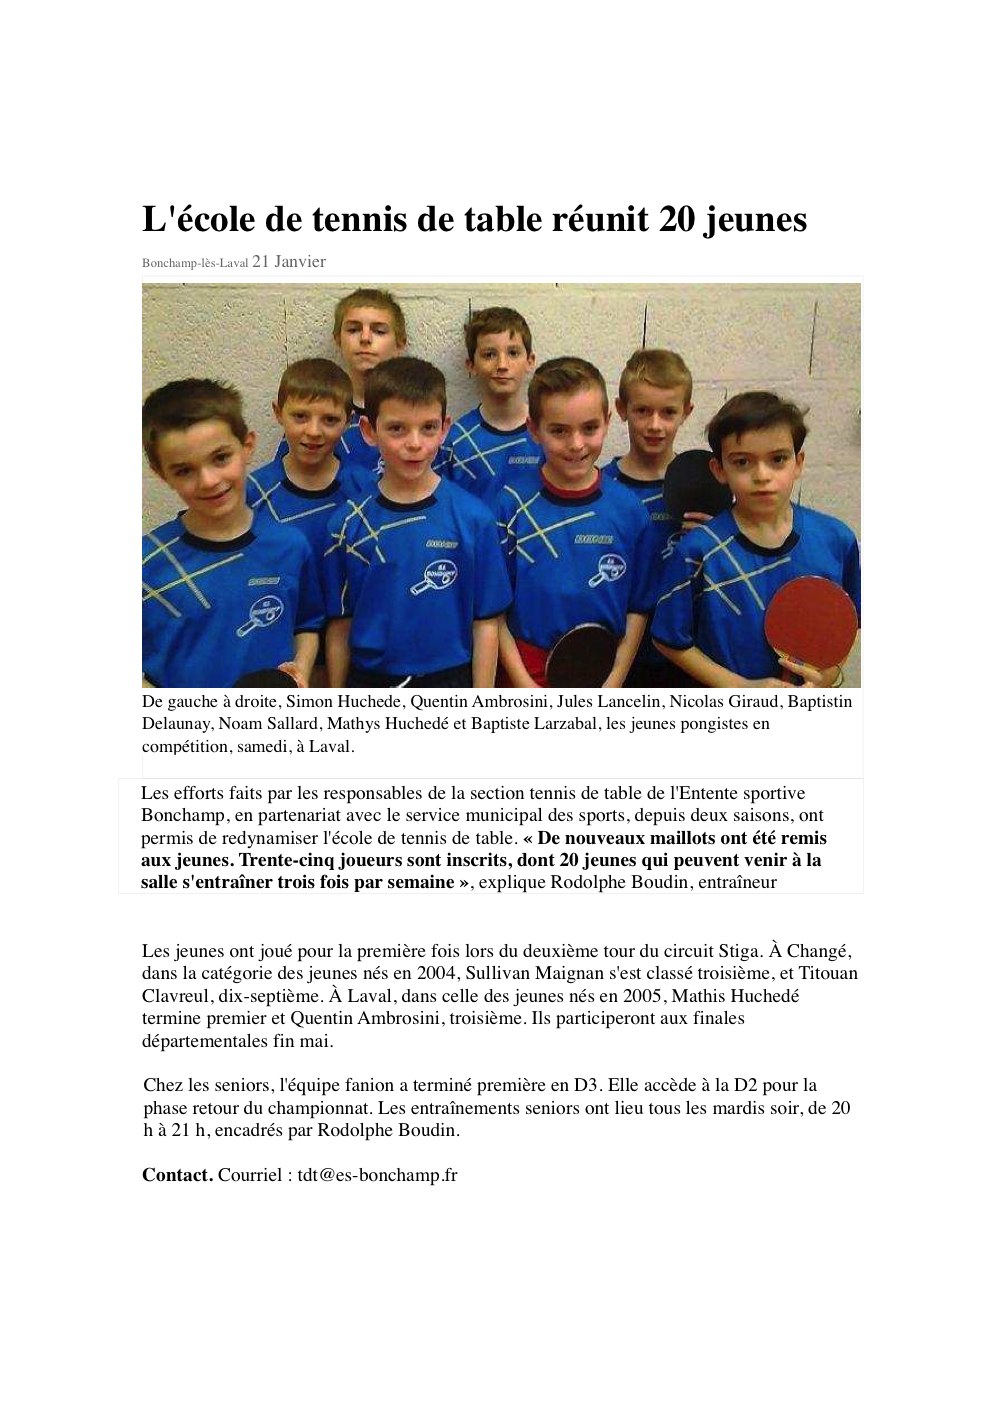 L'école de tennis de table réunit 20 jeunes
Bonchamp-lès-Laval 21 Janvier
De gauche à droite, Simon Huchede, Quentin Ambrosini, Jules Lancelin, Nicolas Giraud, Baptistin
Delaunay, Noam Sallard, Mathys Huchedé et Baptiste Larzabal, les jeunes pongistes en
compétition, samedi, à Laval.
Les efforts faits par les responsables de la section tennis de table de l'Entente sportive
Bonchamp, en partenariat avec le service municipal des sports, depuis deux saisons, ont
permis de redynamiser l'école de tennis de table. « De nouveaux maillots ont été remis
aux jeunes. Trente-cinq joueurs sont inscrits, dont 20 jeunes qui peuvent venir à la
salle s'entraîner trois fois par semaine », explique Rodolphe Boudin, entraîneur
Les jeunes ont joué pour la première fois lors du deuxième tour du circuit Stiga. À Changé,
dans la catégorie des jeunes nés en 2004, Sullivan Maignan s'est classé troisième, et Titouan
Clavreul, dix-septième. À Laval, dans celle des jeunes nés en 2005, Mathis Huchedé
termine premier et Quentin Ambrosini, troisième. Ils participeront aux finales
départementales fin mai.
Chez les seniors, l'équipe fanion a terminé première en D3. Elle accède à la D2 pour la
phase retour du championnat. Les entraînements seniors ont lieu tous les mardis soir, de 20
h à 21 h, encadrés par Rodolphe Boudin.
Contact. Courriel : tdt@es-bonchamp.fr